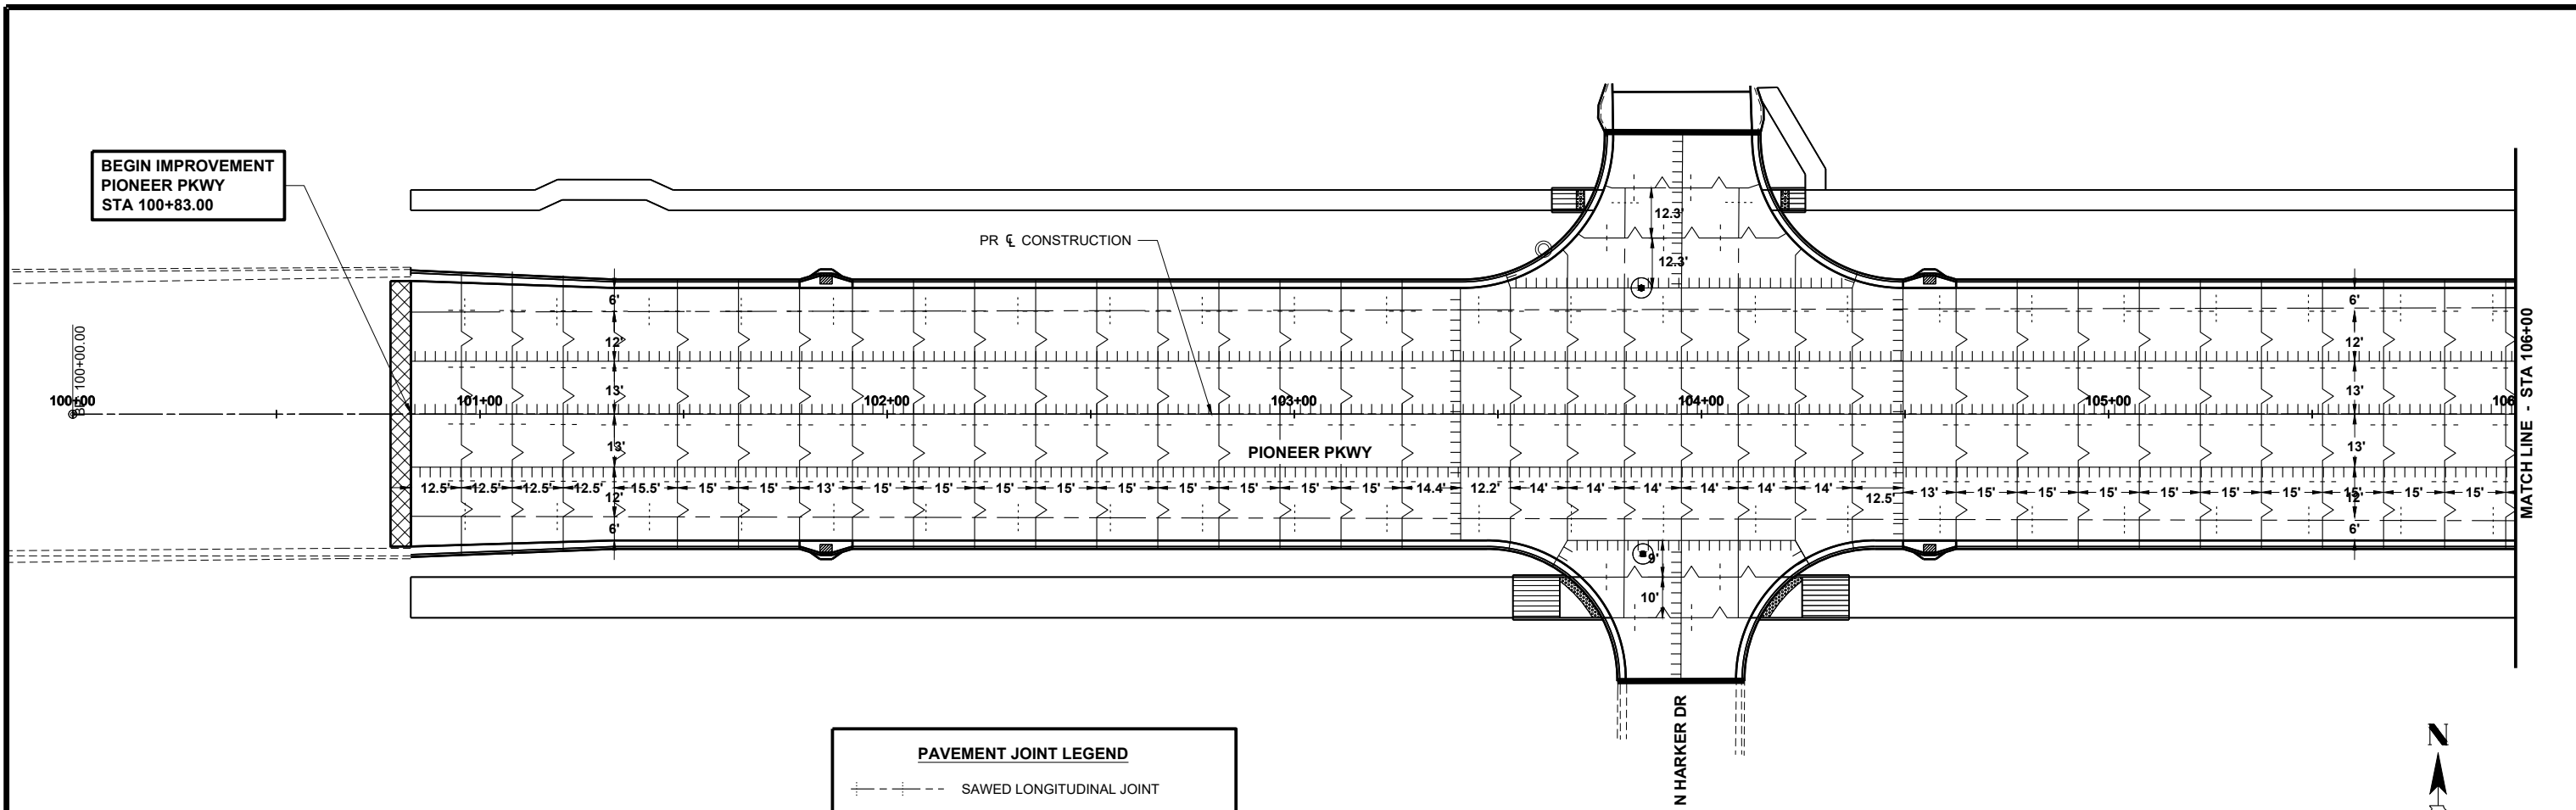 BEGIN IMPROVEMENT
PIONEER PKWY
STA 100+83.00
PR ℄ CONSTRUCTION
12.3'
12.3'
6'
12'
13'
13'
12'
6'
6'
12'
13'
13'
12'
6'
100+00.00
100+00
101+00
102+00
103+00
104+00
105+00
106
PIONEER PKWY
12.5' 12.5' 12.5' 12.5' 15.5' 15' 15' 13' 15' 15' 15' 15' 15' 15' 15' 15' 15' 14.4' 12.2' 14' 14' 14' 14' 14' 14' 12.5' 13' 15' 15' 15' 15' 15' 15' 15' 15' 15'
9'
10'
MATCH LINE - STA 106+00
N HARKER DR
N
PAVEMENT JOINT LEGEND
SAWED LONGITUDINAL JOINT